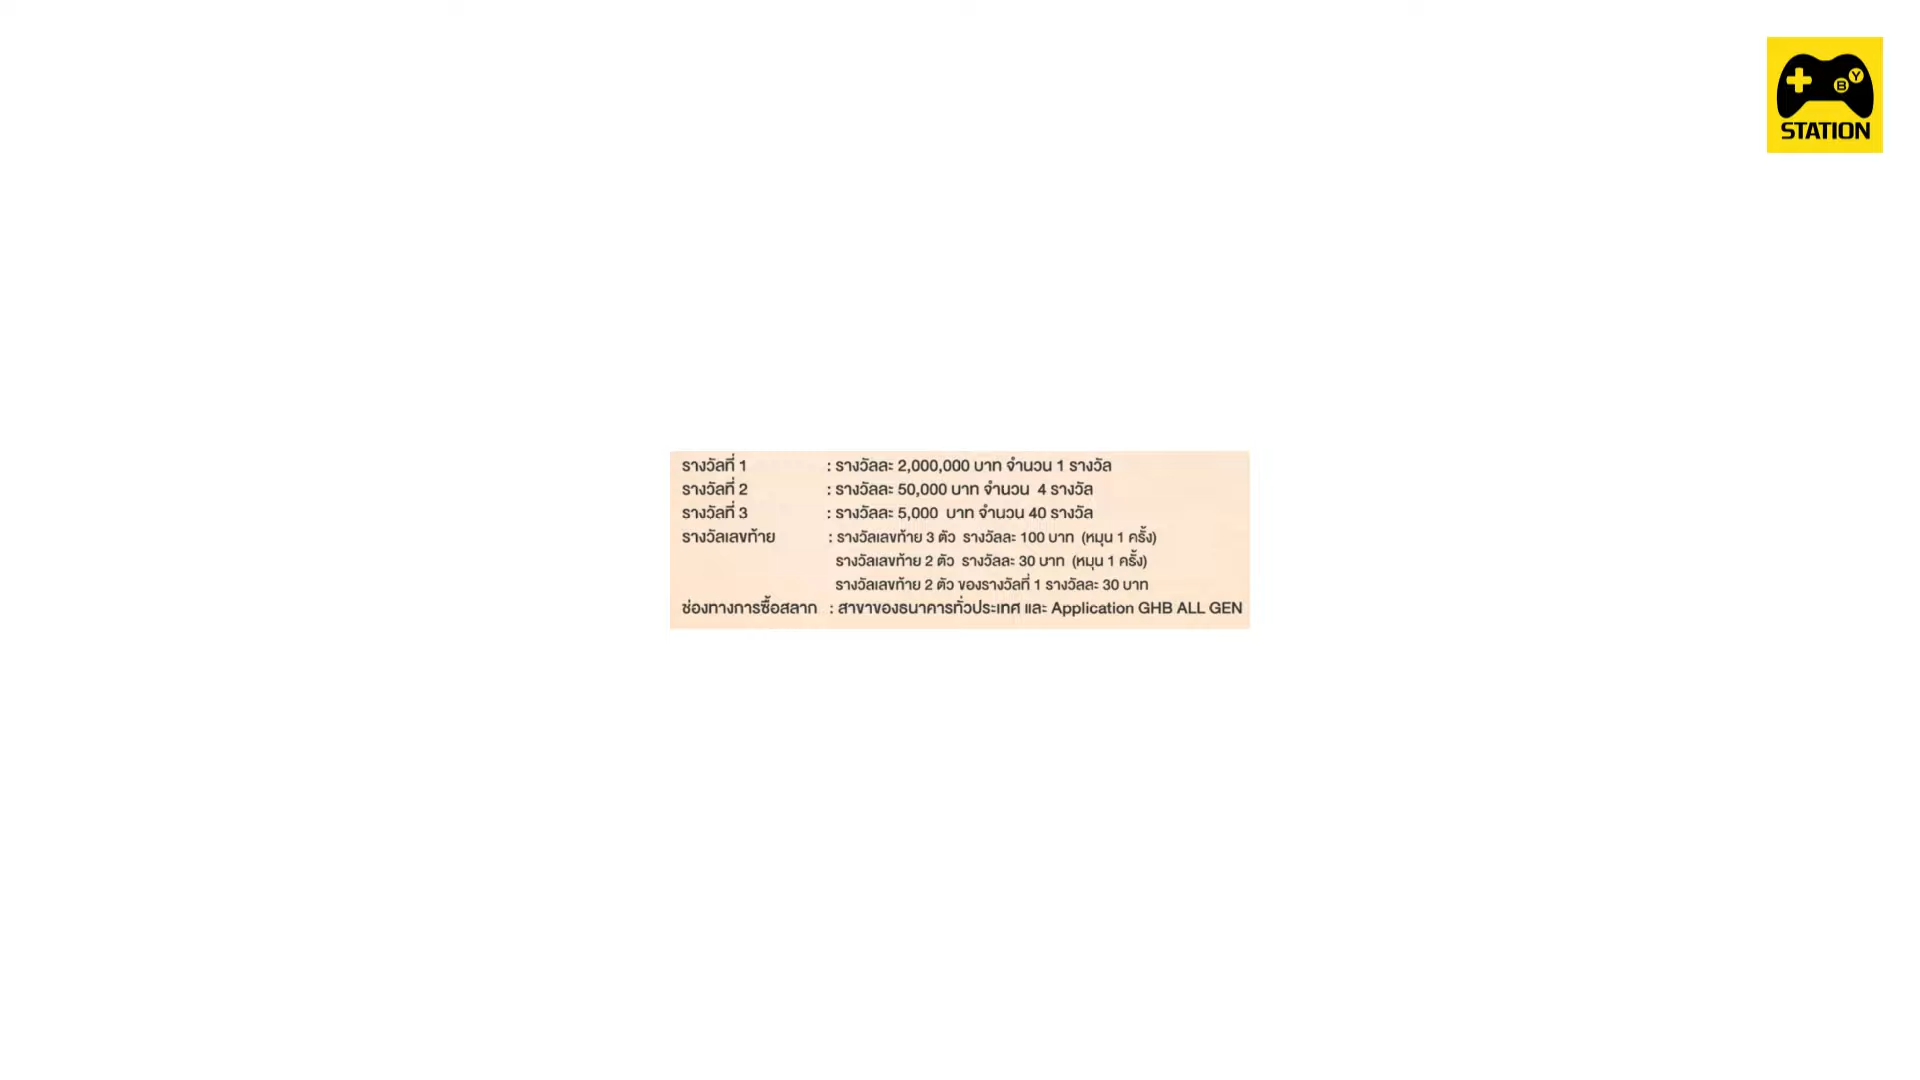 B Y
STATION
รางวัลที่ 1 : รางวัลละ 2,000,000 บาท จำนวน 1 รางวัล
รางวัลที่ 2 : รางวัลละ 50,000 บาท จำนวน 4 รางวัล
รางวัลที่ 3 : รางวัลละ 5,000 บาท จำนวน 40 รางวัล
รางวัลเลขท้าย : รางวัลเลขท้าย 3 ตัว รางวัลละ 100 บาท (หมุน 1 ครั้ง)
รางวัลเลขท้าย 2 ตัว รางวัลละ 30 บาท (หมุน 1 ครั้ง)
รางวัลเลขท้าย 2 ตัว ของรางวัลที่ 1 รางวัลละ 30 บาท
ช่องทางการซื้อสลาก : สาขาของธนาคารทั่วประเทศ และ Application GHB ALL GEN